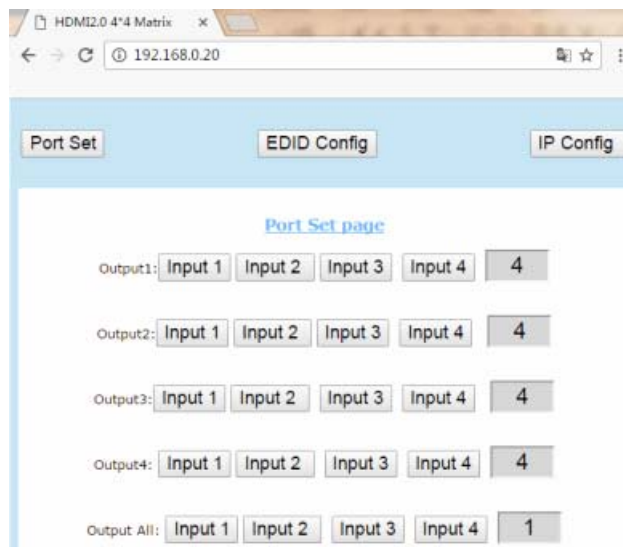 HDMI2.0 4*4 Matrix
192.168.0.20
Port Set EDID Config IP Config
Port Set page
Output1: Input 1 Input 2 Input 3 Input 4 4
Output2: Input 1 Input 2 Input 3 Input 4 4
Output3: Input 1 Input 2 Input 3 Input 4 4
Output4: Input 1 Input 2 Input 3 Input 4 4
Output All: Input 1 Input 2 Input 3 Input 4 1